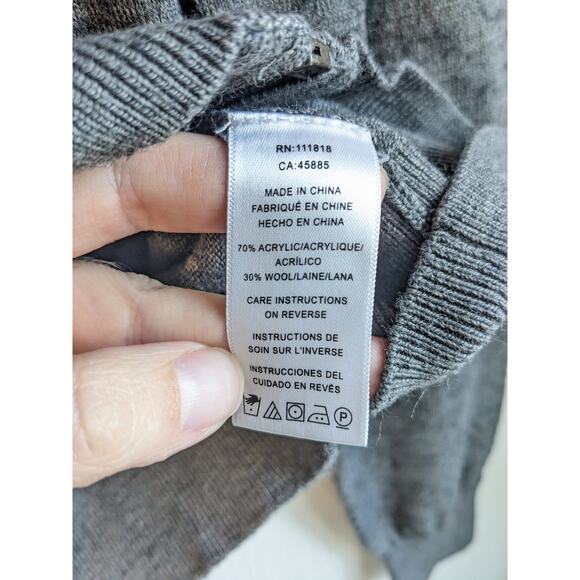 RN:111818
CA:45885
MADE IN CHINA
FABRIQUÉ EN CHINE
HECHO EN CHINA
70% ACRYLIC/ACRYLIQUE/
ACRÍLICO
30% WOOL/LAINE/LANA
CARE INSTRUCTIONS
ON REVERSE
INSTRUCTIONS DE
SOIN SUR L'INVERSE
INSTRUCCIONES DEL
CUIDADO EN REVÉS
P